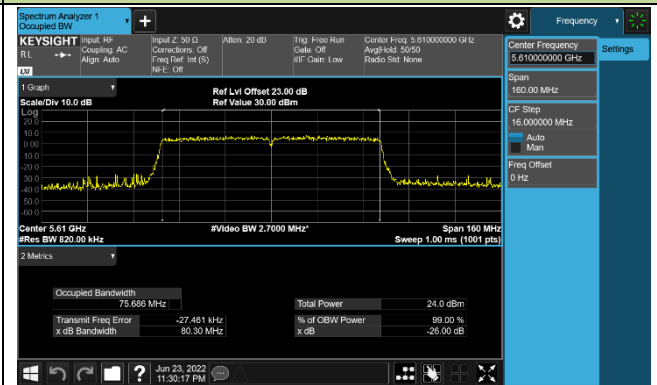 Spectrum Analyzer 1
Occupied BW
+
Frequency
KEYSIGHT
RL
LXI
Input: RF
Coupling: AC
Align: Auto
Input Z: 50 Ω
Corrections: Off
Freq Ref: Int (S)
NFE: Off
Atten: 20 dB
Trig: Free Run
Gate: Off
#IF Gain: Low
Center Freq: 5.610000000 GHz
Avg|Hold: 50/50
Radio Std: None
Center Frequency
5.610000000 GHz
Settings
Span
160.00 MHz
CF Step
16.000000 MHz
Auto
Man
Freq Offset
0 Hz
1 Graph
Scale/Div 10.0 dB
Ref Lvl Offset 23.00 dB
Ref Value 30.00 dBm
Log
20.0
10.0
0.00
-10.0
-20.0
-30.0
-40.0
-50.0
-60.0
Center 5.61 GHz
#Video BW 2.7000 MHz*
Span 160 MHz
#Res BW 820.00 kHz
Sweep 1.00 ms (1001 pts)
2 Metrics
Occupied Bandwidth
75.686 MHz
Total Power 24.0 dBm
Transmit Freq Error -27.461 kHz
% of OBW Power 99.00 %
x dB Bandwidth 80.30 MHz
x dB -26.00 dB
?
Jun 23, 2022
11:30:17 PM